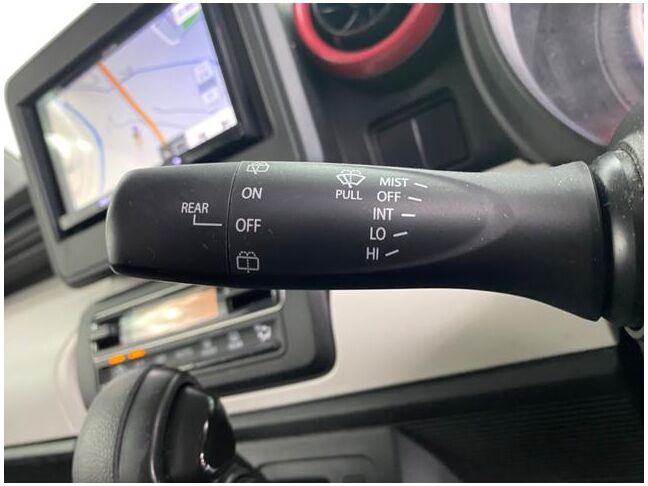 MIST
PULL OFF
ON
INT
REAR
OFF
LO
HI